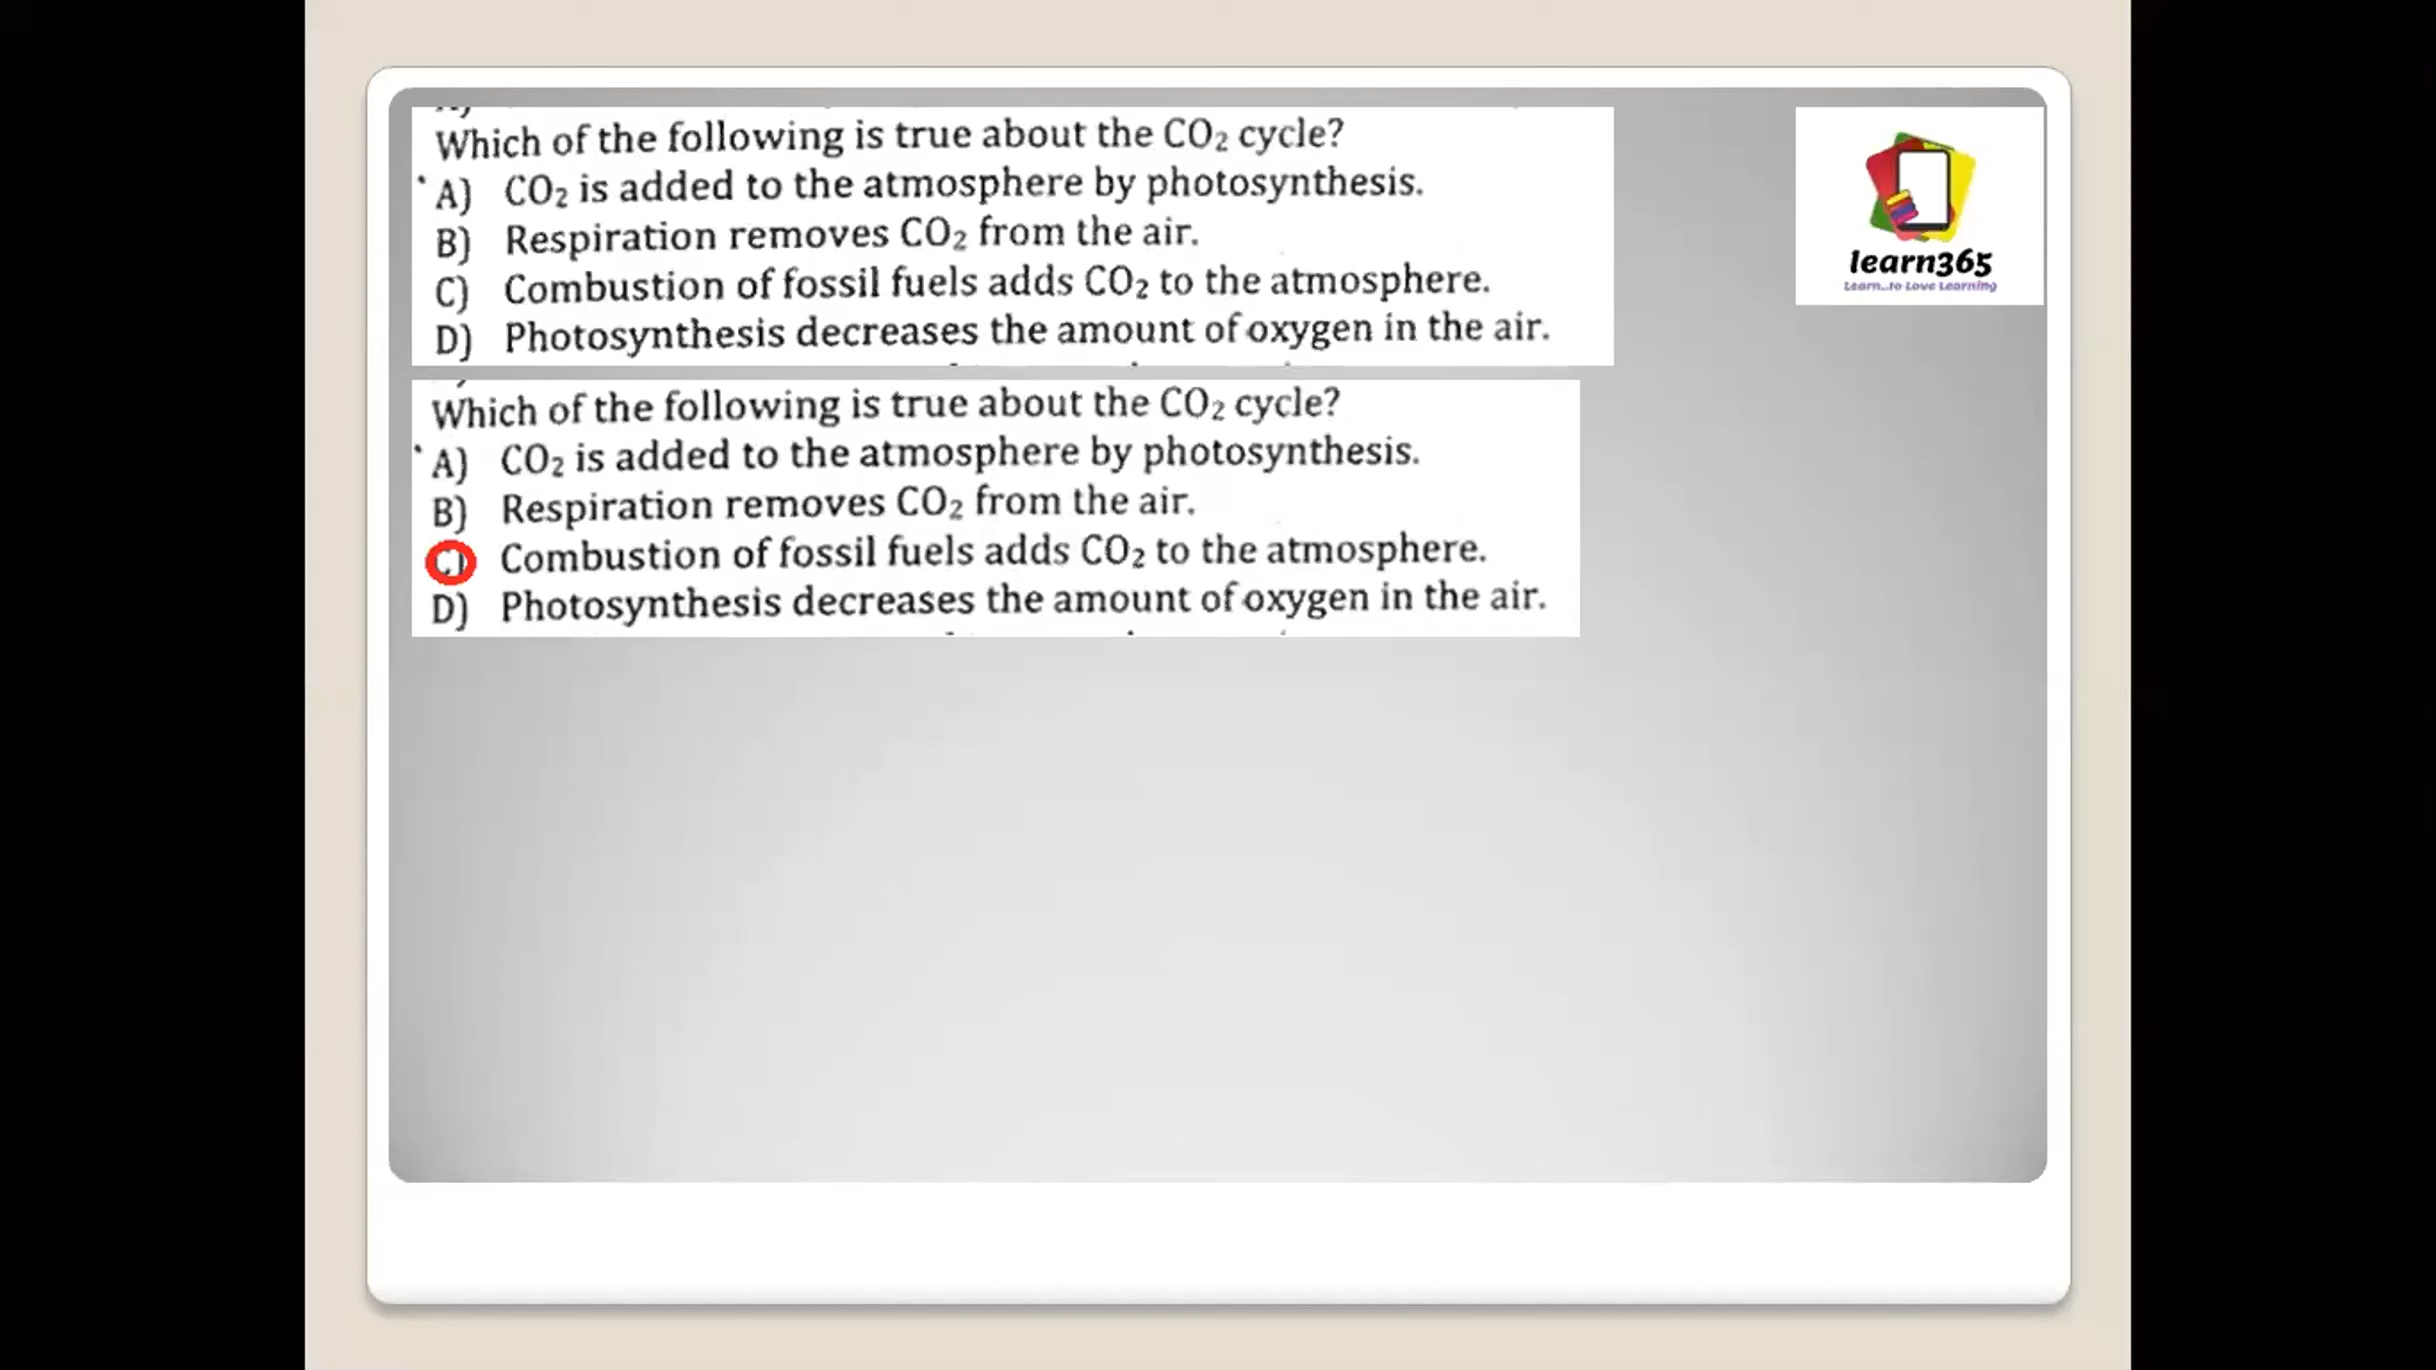 Which of the following is true about the CO₂ cycle?
A) CO₂ is added to the atmosphere by photosynthesis.
B) Respiration removes CO₂ from the air.
C) Combustion of fossil fuels adds CO₂ to the atmosphere.
D) Photosynthesis decreases the amount of oxygen in the air.
learn365
Learn...to Love Learning
Which of the following is true about the CO₂ cycle?
A) CO₂ is added to the atmosphere by photosynthesis.
B) Respiration removes CO₂ from the air.
C) Combustion of fossil fuels adds CO₂ to the atmosphere.
D) Photosynthesis decreases the amount of oxygen in the air.